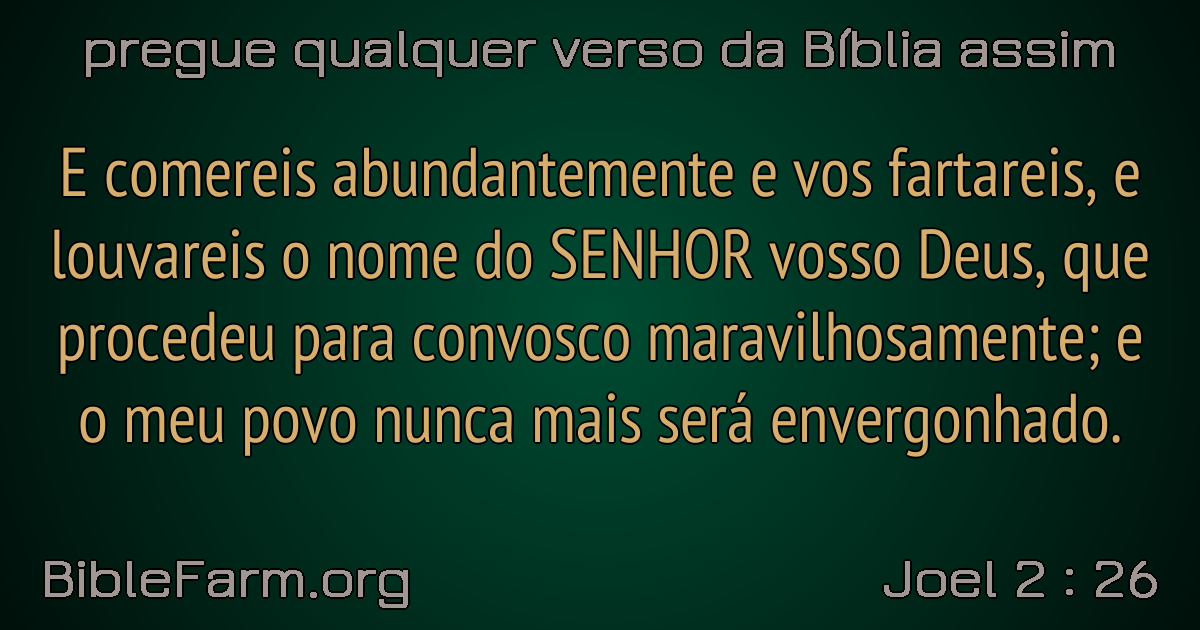 pregue qualquer verso da Bíblia assim
E comereis abundantemente e vos fartareis, e
louvareis o nome do SENHOR vosso Deus, que
procedeu para convosco maravilhosamente; e
o meu povo nunca mais será envergonhado.
BibleFarm.org
Joel 2 : 26